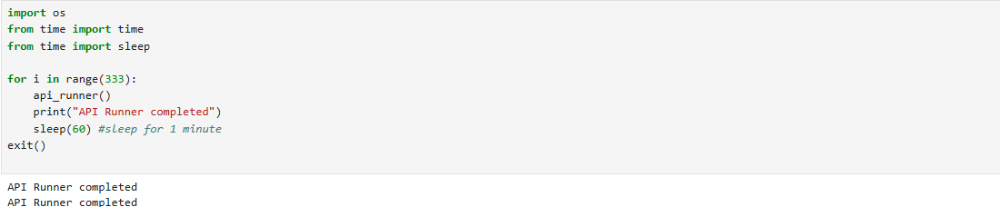 import os
from time import time
from time import sleep

for i in range(333):
    api_runner()
    print("API Runner completed")
    sleep(60) #sleep for 1 minute
exit()

API Runner completed
API Runner completed